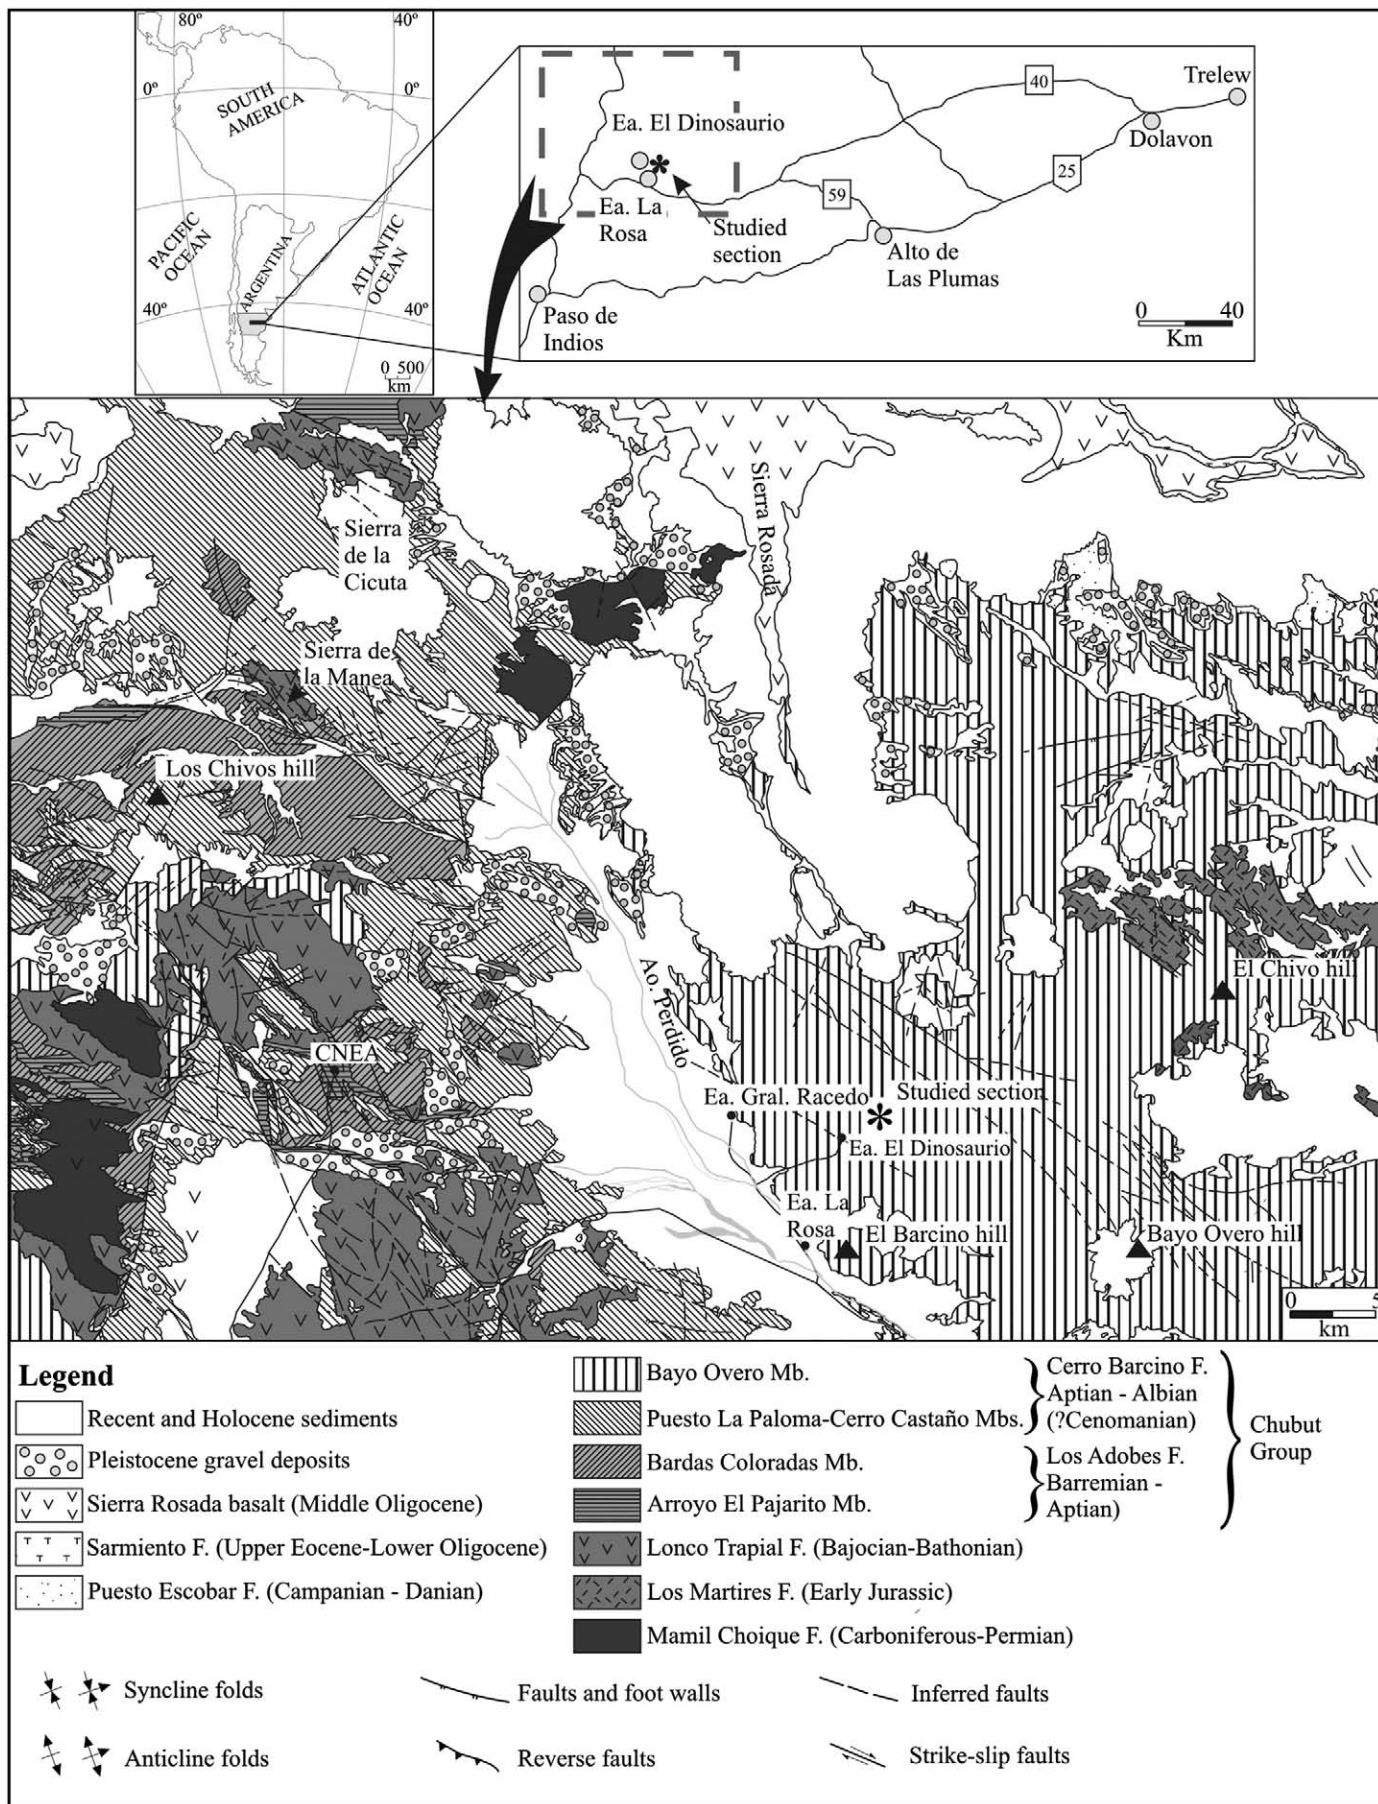 80º
40º
0º
0º
SOUTH
AMERICA
PACIFIC
OCEAN
ARGENTINA
ATLANTIC
OCEAN
40º
40º
0 500
km
Trelew
40
Dolavon
Ea. El Dinosaurio
25
59
Ea. La
Rosa
Studied
section
Alto de
Las Plumas
Paso de
Indios
0 40
Km
Sierra Rosada
Sierra
de la
Cicuta
Sierra de
la Manea
Los Chivos hill
El Chivo hill
Ao. Perdido
CNEA
Ea. Gral. Racedo
Studied section
Ea. El Dinosaurio
Ea. La
Rosa
El Barcino hill
Bayo Overo hill
0 5
km
Legend
Recent and Holocene sediments
Pleistocene gravel deposits
Sierra Rosada basalt (Middle Oligocene)
Sarmiento F. (Upper Eocene-Lower Oligocene)
Puesto Escobar F. (Campanian - Danian)
Bayo Overo Mb.
Puesto La Paloma-Cerro Castaño Mbs.
Bardas Coloradas Mb.
Arroyo El Pajarito Mb.
Lonco Trapial F. (Bajocian-Bathonian)
Los Martires F. (Early Jurassic)
Mamil Choique F. (Carboniferous-Permian)
Cerro Barcino F.
Aptian - Albian
(?Cenomanian)
Los Adobes F.
Barremian -
Aptian)
Chubut
Group
Syncline folds
Faults and foot walls
Inferred faults
Anticline folds
Reverse faults
Strike-slip faults